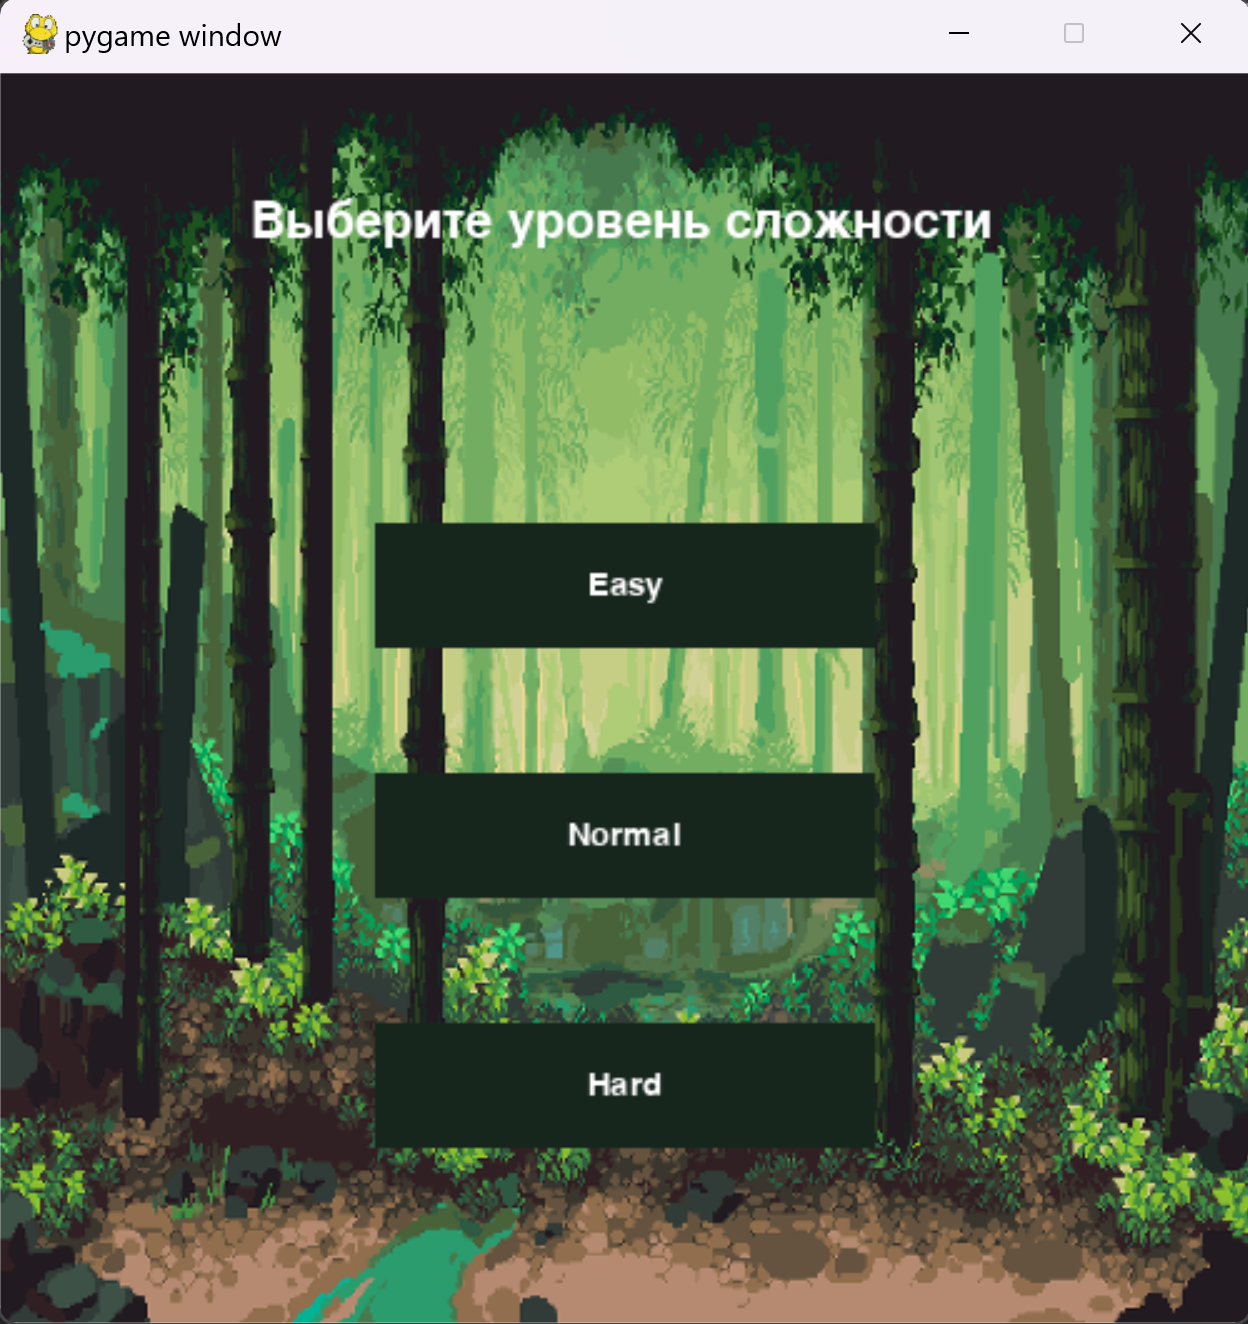 pygame window
Выберите уровень сложности
Easy
Normal
Hard